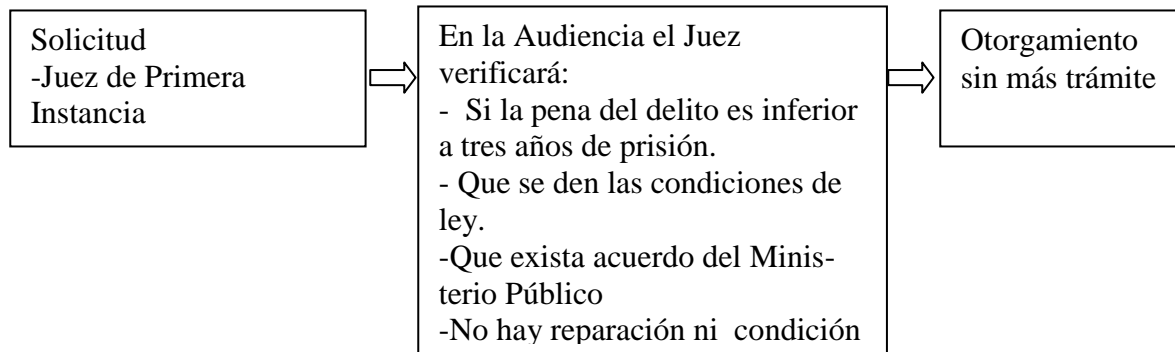 Solicitud
-Juez de Primera
Instancia
En la Audiencia el Juez
verificará:
- Si la pena del delito es inferior
a tres años de prisión.
- Que se den las condiciones de
ley.
-Que exista acuerdo del Minis-
terio Público
-No hay reparación ni condición
Otorgamiento
sin más trámite